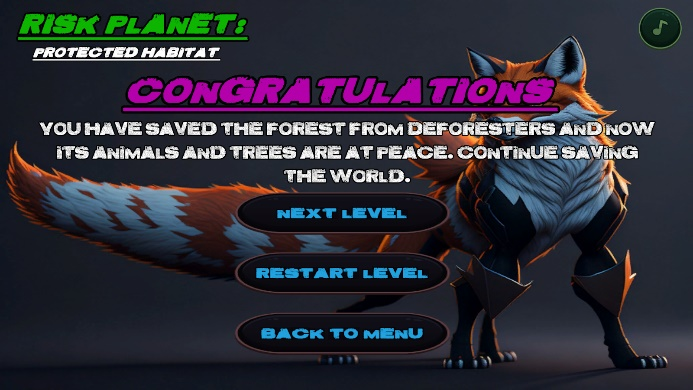 RISK PLANET:
PROTECTED HABITAT
CONGRATULATIONS
YOU HAVE SAVED THE FOREST FROM DEFORESTERS AND NOW
ITS ANIMALS AND TREES ARE AT PEACE. CONTINUE SAVING
THE WORLD.
NEXT LEVEL
RESTART LEVEL
BACK TO MENU